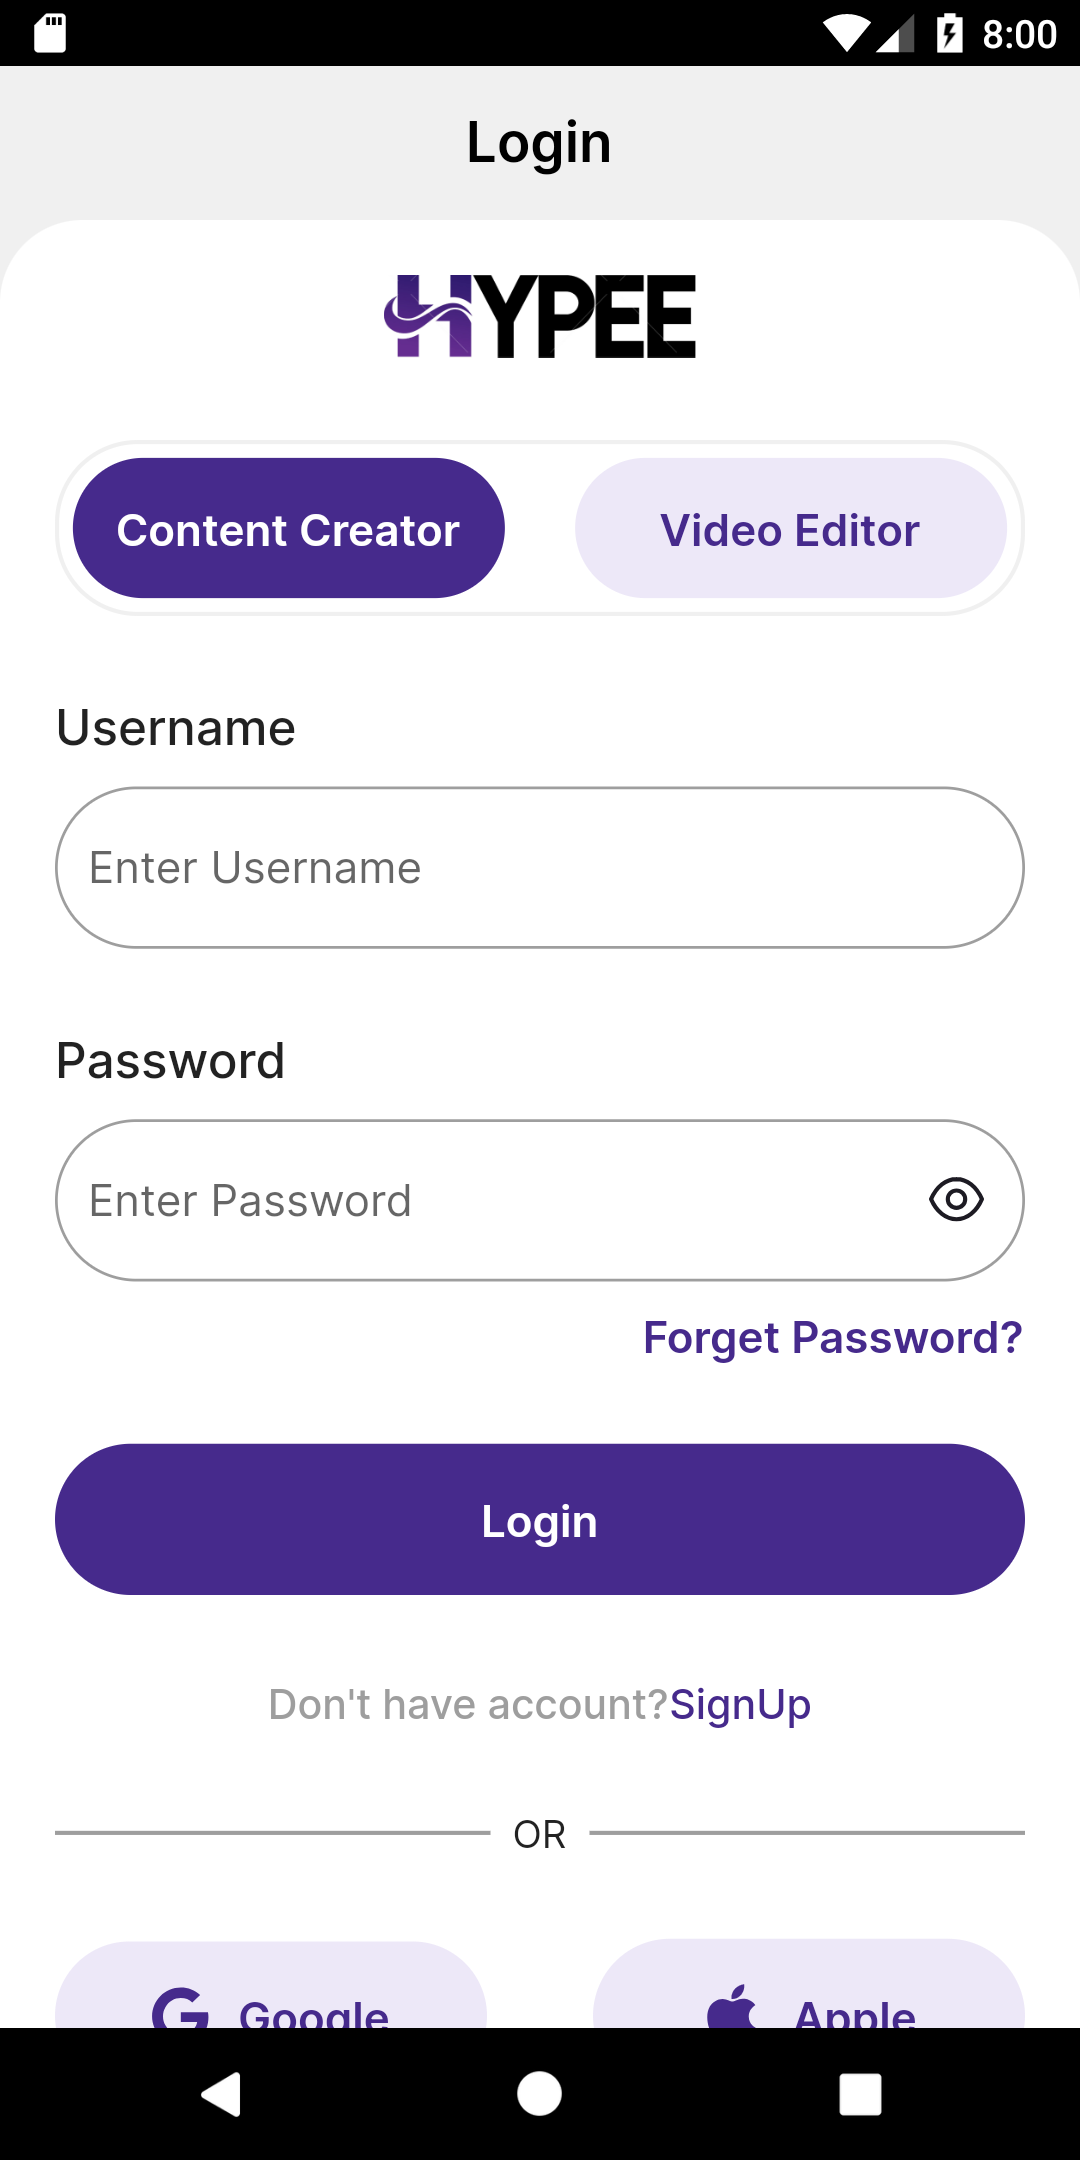 8:00
Login
HYPEE
Content Creator
Video Editor
Username
Enter Username
Password
Enter Password
Forget Password?
Login
Don't have account?SignUp
OR
Google
Apple